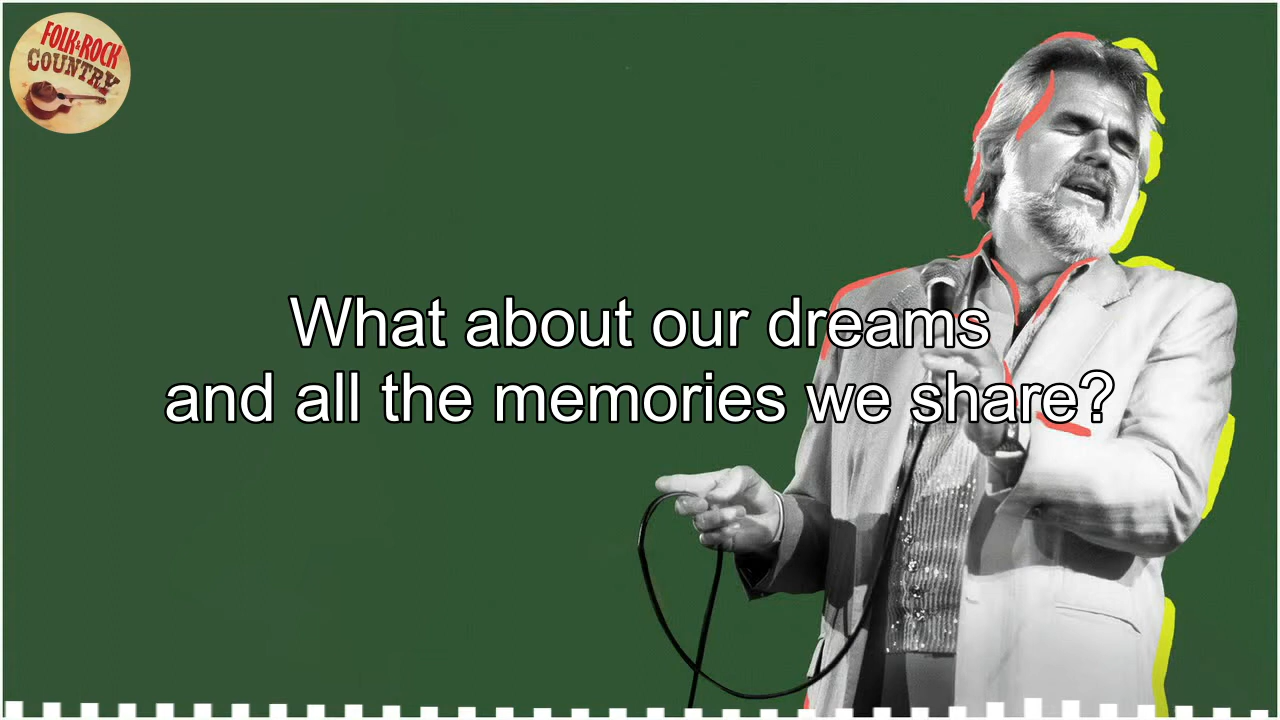 FOLK & ROCK
COUNTRY
What about our dreams
and all the memories we share?